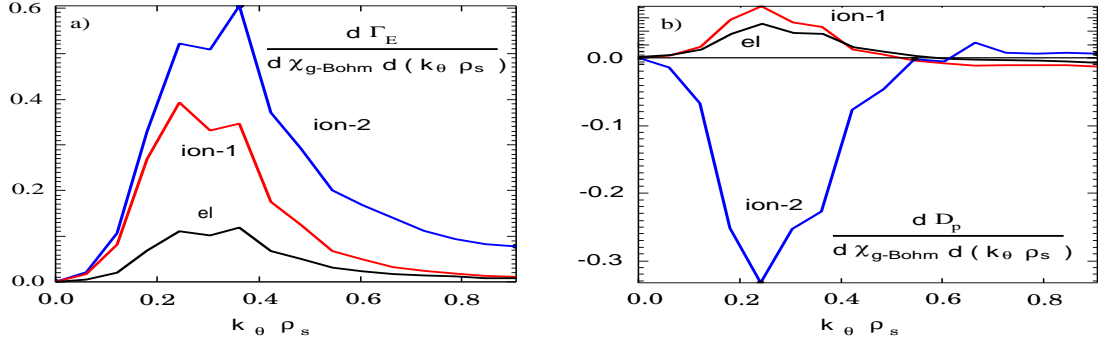 a)
0.6
0.4
0.2
0.0
d Γ_E
d χ_g-Bohm d ( k_θ ρ_s )
ion-2
ion-1
el
0.0 0.2 0.4 0.6 0.8
k_θ ρ_s
b)
0.0
-0.1
-0.2
-0.3
ion-1
el
ion-2
d D_p
d χ_g-Bohm d ( k_θ ρ_s )
0.0 0.2 0.4 0.6 0.8
k_θ ρ_s